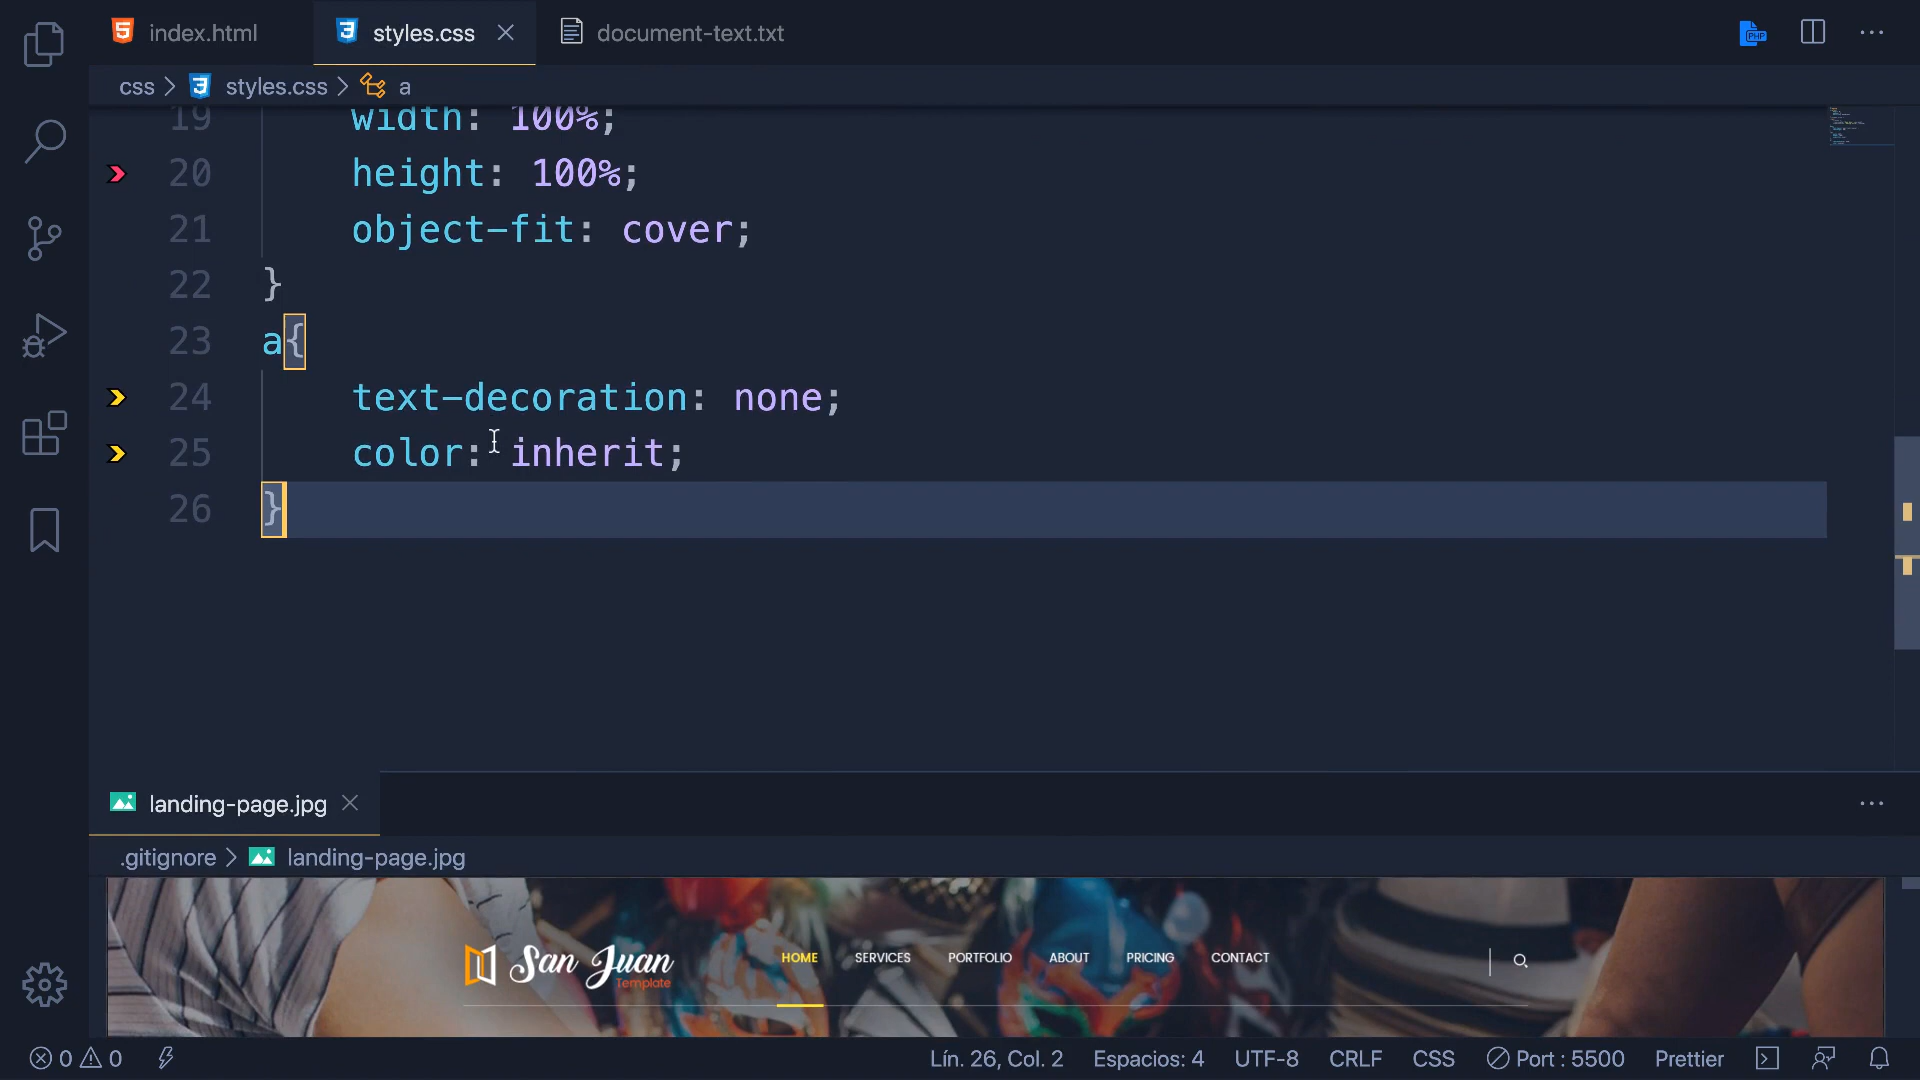 index.html
styles.css
document-text.txt
PHP
css > styles.css > a
19 width: 100%;
20 height: 100%;
21 object-fit: cover;
22 }
23 a{
24 text-decoration: none;
25 color: inherit;
26 }
landing-page.jpg
.gitignore > landing-page.jpg
San Juan
Template
HOME SERVICES PORTFOLIO ABOUT PRICING CONTACT
0 0
Lín. 26, Col. 2
Espacios: 4
UTF-8
CRLF
CSS
Port : 5500
Prettier